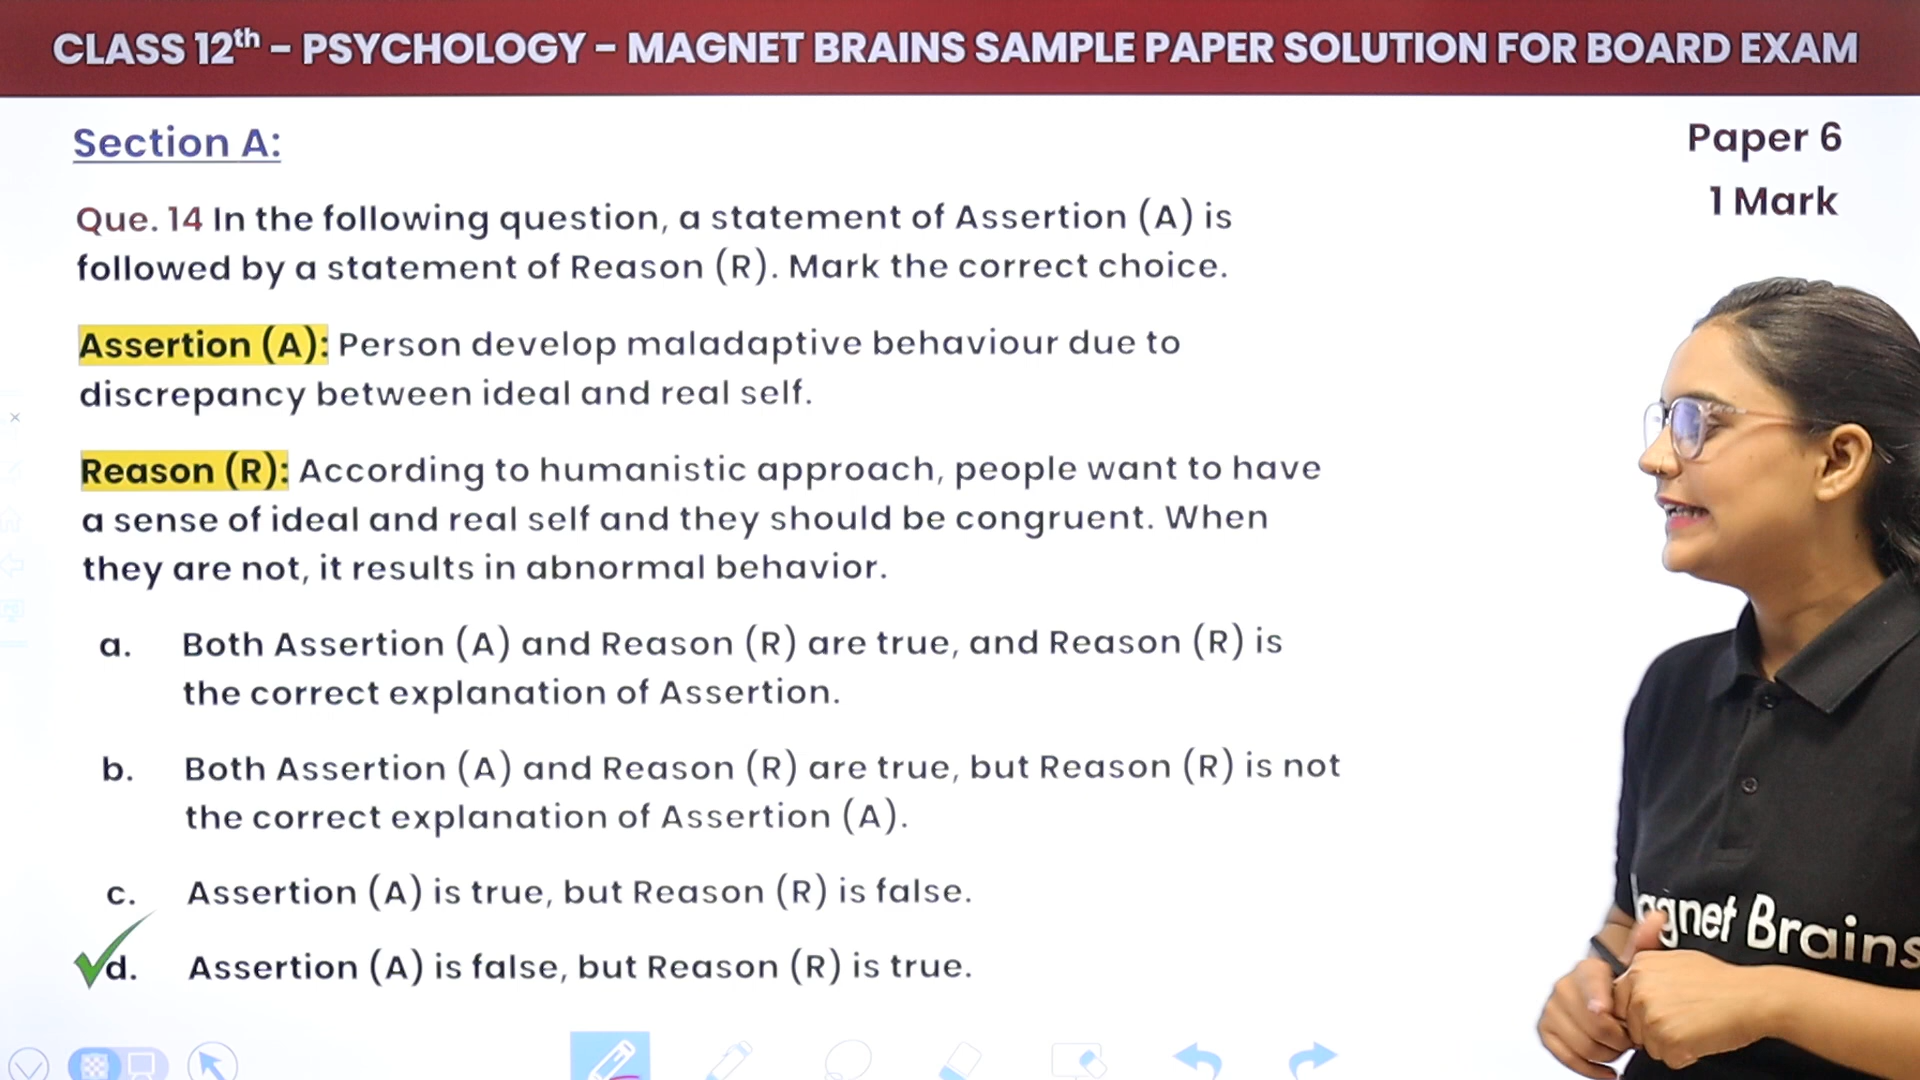 CLASS 12th – PSYCHOLOGY – MAGNET BRAINS SAMPLE PAPER SOLUTION FOR BOARD EXAM
Section A:
Paper 6
1 Mark
Que. 14 In the following question, a statement of Assertion (A) is
followed by a statement of Reason (R). Mark the correct choice.
Assertion (A): Person develop maladaptive behaviour due to
discrepancy between ideal and real self.
Reason (R): According to humanistic approach, people want to have
a sense of ideal and real self and they should be congruent. When
they are not, it results in abnormal behavior.
a. Both Assertion (A) and Reason (R) are true, and Reason (R) is
the correct explanation of Assertion.
b. Both Assertion (A) and Reason (R) are true, but Reason (R) is not
the correct explanation of Assertion (A).
c. Assertion (A) is true, but Reason (R) is false.
d. Assertion (A) is false, but Reason (R) is true.
agnet Brains